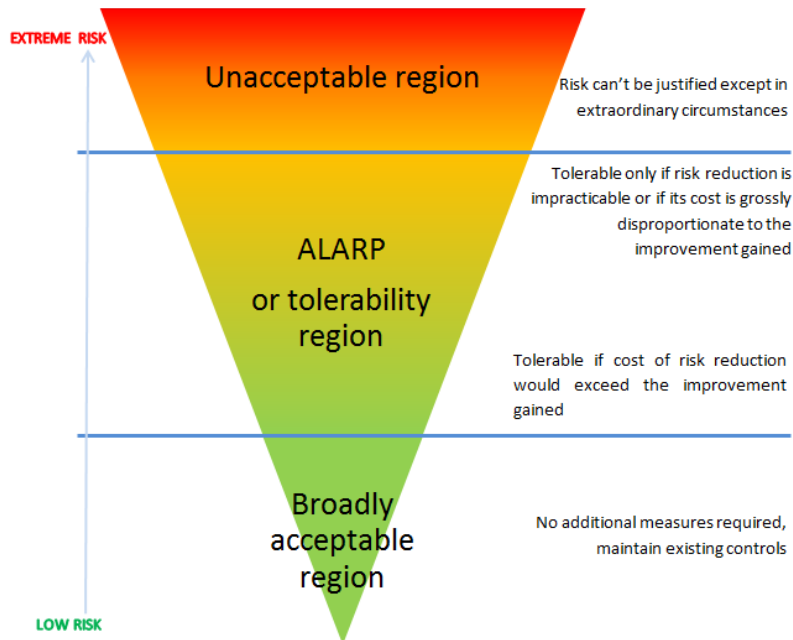 EXTREME RISK
Unacceptable region
Risk can’t be justified except in
extraordinary circumstances
Tolerable only if risk reduction is
impracticable or if its cost is grossly
disproportionate to the
improvement gained
ALARP
or tolerability
region
Tolerable if cost of risk reduction
would exceed the improvement
gained
Broadly
acceptable
region
No additional measures required,
maintain existing controls
LOW RISK